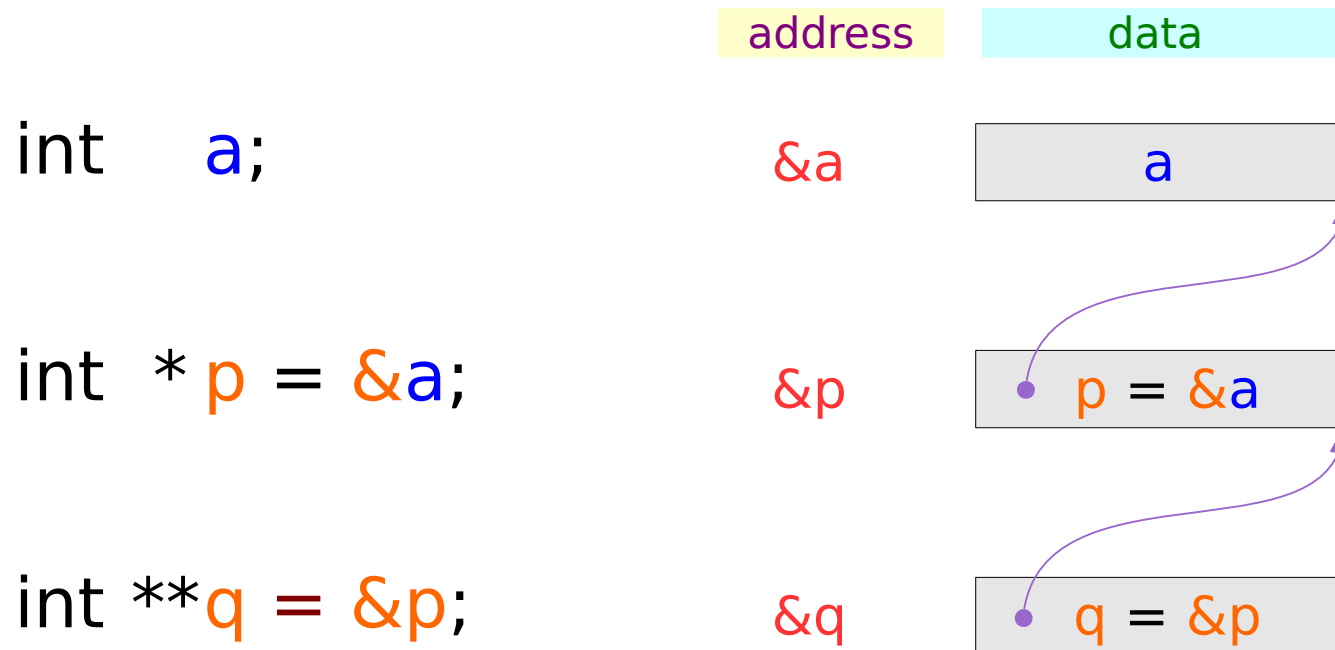 address data
int a; &a a
int * p = &a; &p p = &a
int **q = &p; &q q = &p